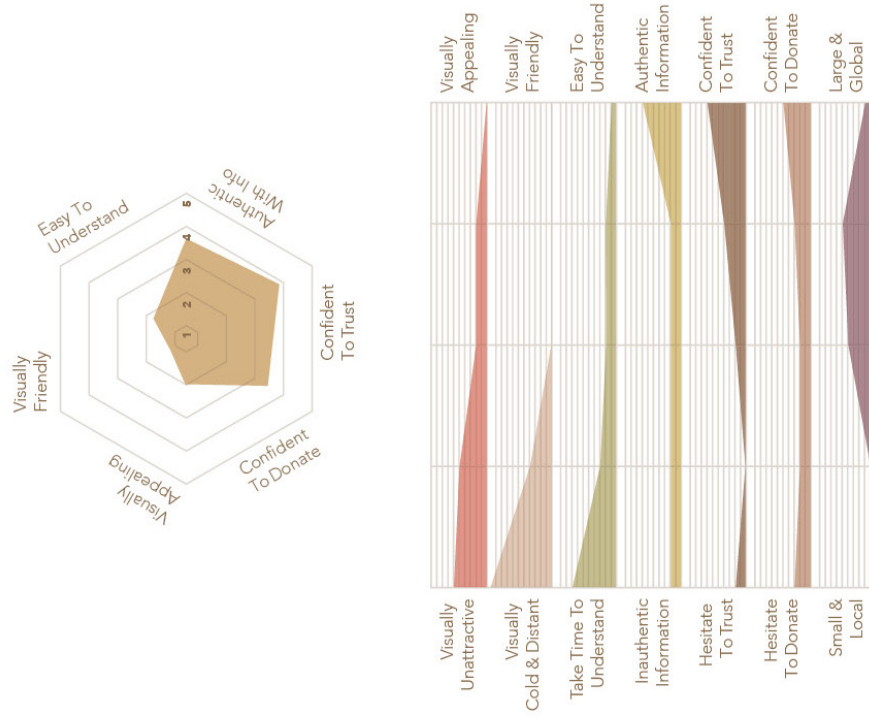 Easy To
Understand
Authentic
With Info
Visually
Friendly
Confident
To Trust
Visually
Appealing
Confident
To Donate
5
4
3
2
1
Visually
Appealing
Visually
Friendly
Easy To
Understand
Authentic
Information
Confident
To Trust
Confident
To Donate
Large &
Global
Visually
Unattractive
Visually
Cold & Distant
Take Time To
Understand
Inauthentic
Information
Hesitate
To Trust
Hesitate
To Donate
Small &
Local